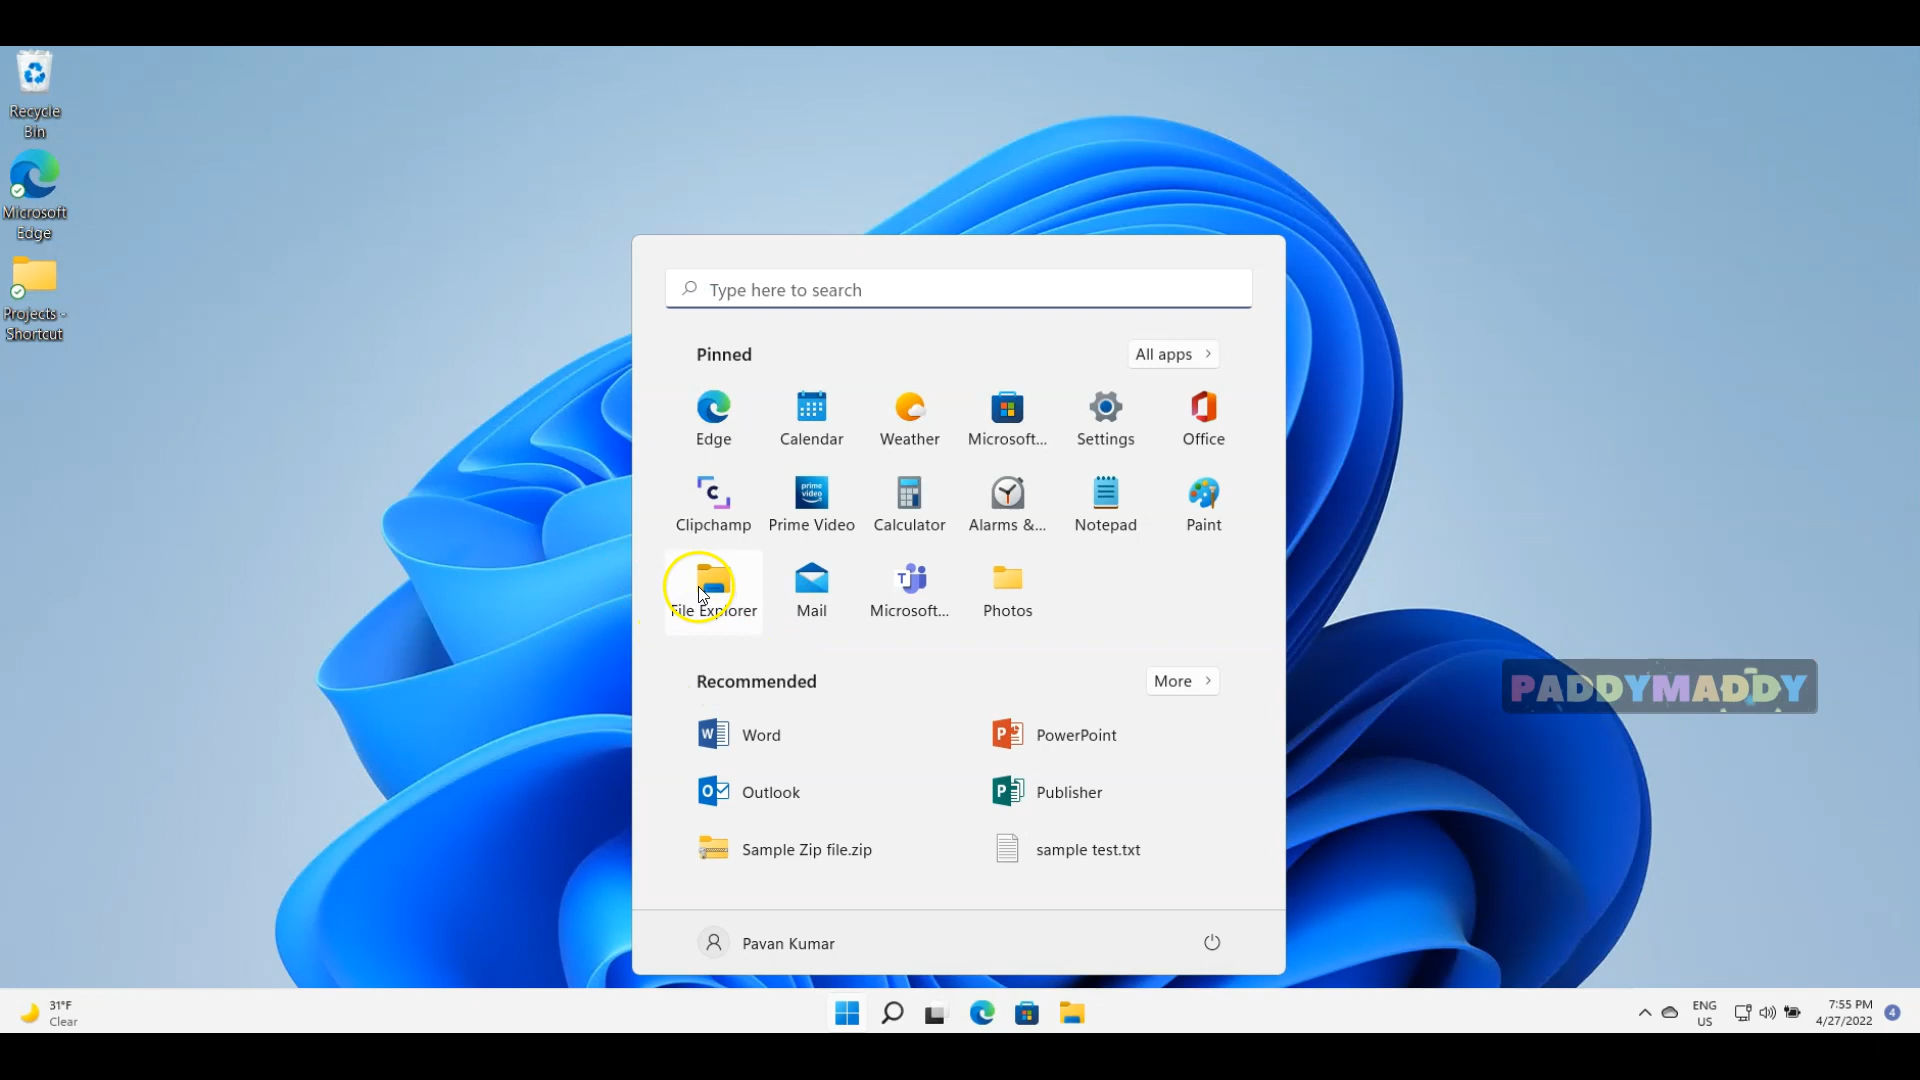 Recycle
Bin
Microsoft
Edge
Projects -
Shortcut
Type here to search
Pinned
All apps
Edge
Calendar
Weather
Microsoft...
Settings
Office
Clipchamp
prime
video
Prime Video
Calculator
Alarms &...
Notepad
Paint
File Explorer
Mail
Microsoft...
Photos
Recommended
More
Word
PowerPoint
Outlook
Publisher
Sample Zip file.zip
sample test.txt
Pavan Kumar
PADDYMADDY
31°F
Clear
ENG
US
7:55 PM
4/27/2022
4